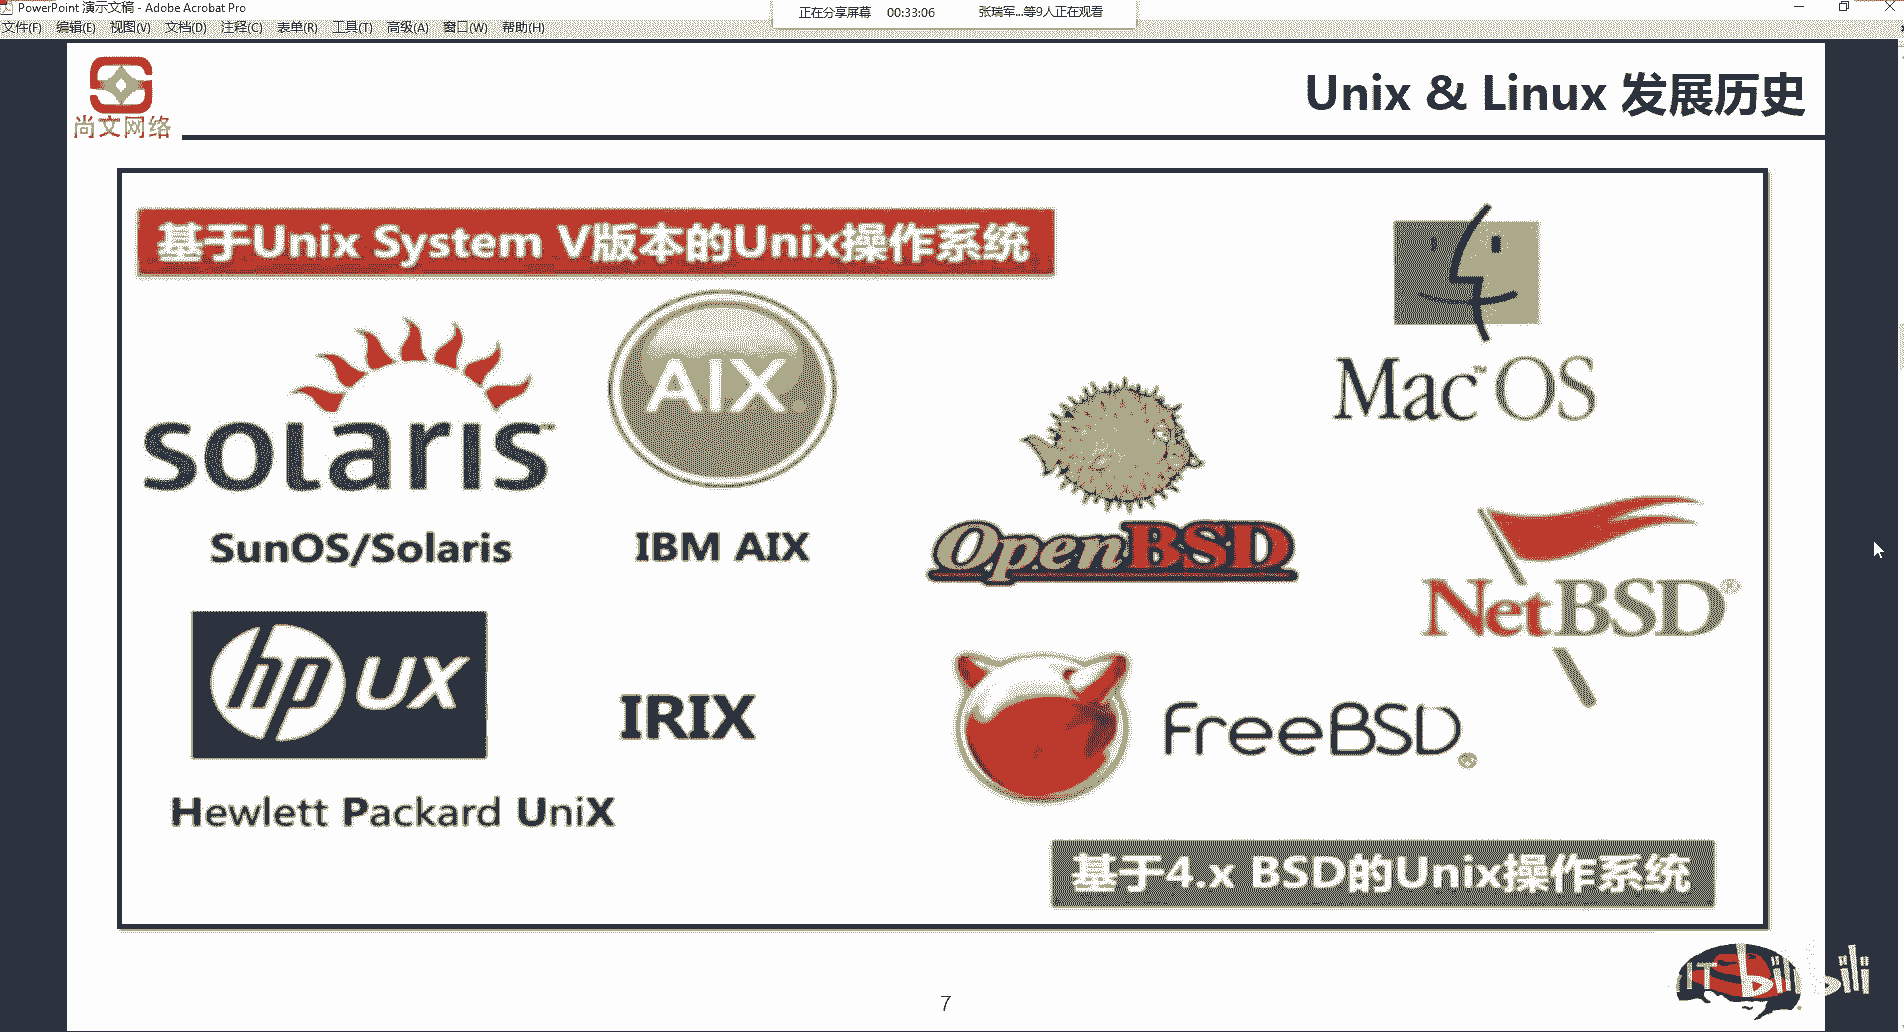 PowerPoint 演示文稿 - Adobe Acrobat Pro
正在分享屏幕 00:33:06 张瑞军...等9人正在观看
文件(F) 编辑(E) 视图(V) 文档(D) 注释(C) 表单(R) 工具(T) 高级(A) 窗口(W) 帮助(H)
尚文网络
Unix & Linux 发展历史
基于Unix System V版本的Unix操作系统
solaris™
AIX®
Mac™OS
SunOS/Solaris
IBM AIX
OpenBSD
NetBSD®
hp UX
IRIX
FreeBSD®
Hewlett Packard UniX
基于4.x BSD的Unix操作系统
7
IT
bilibili